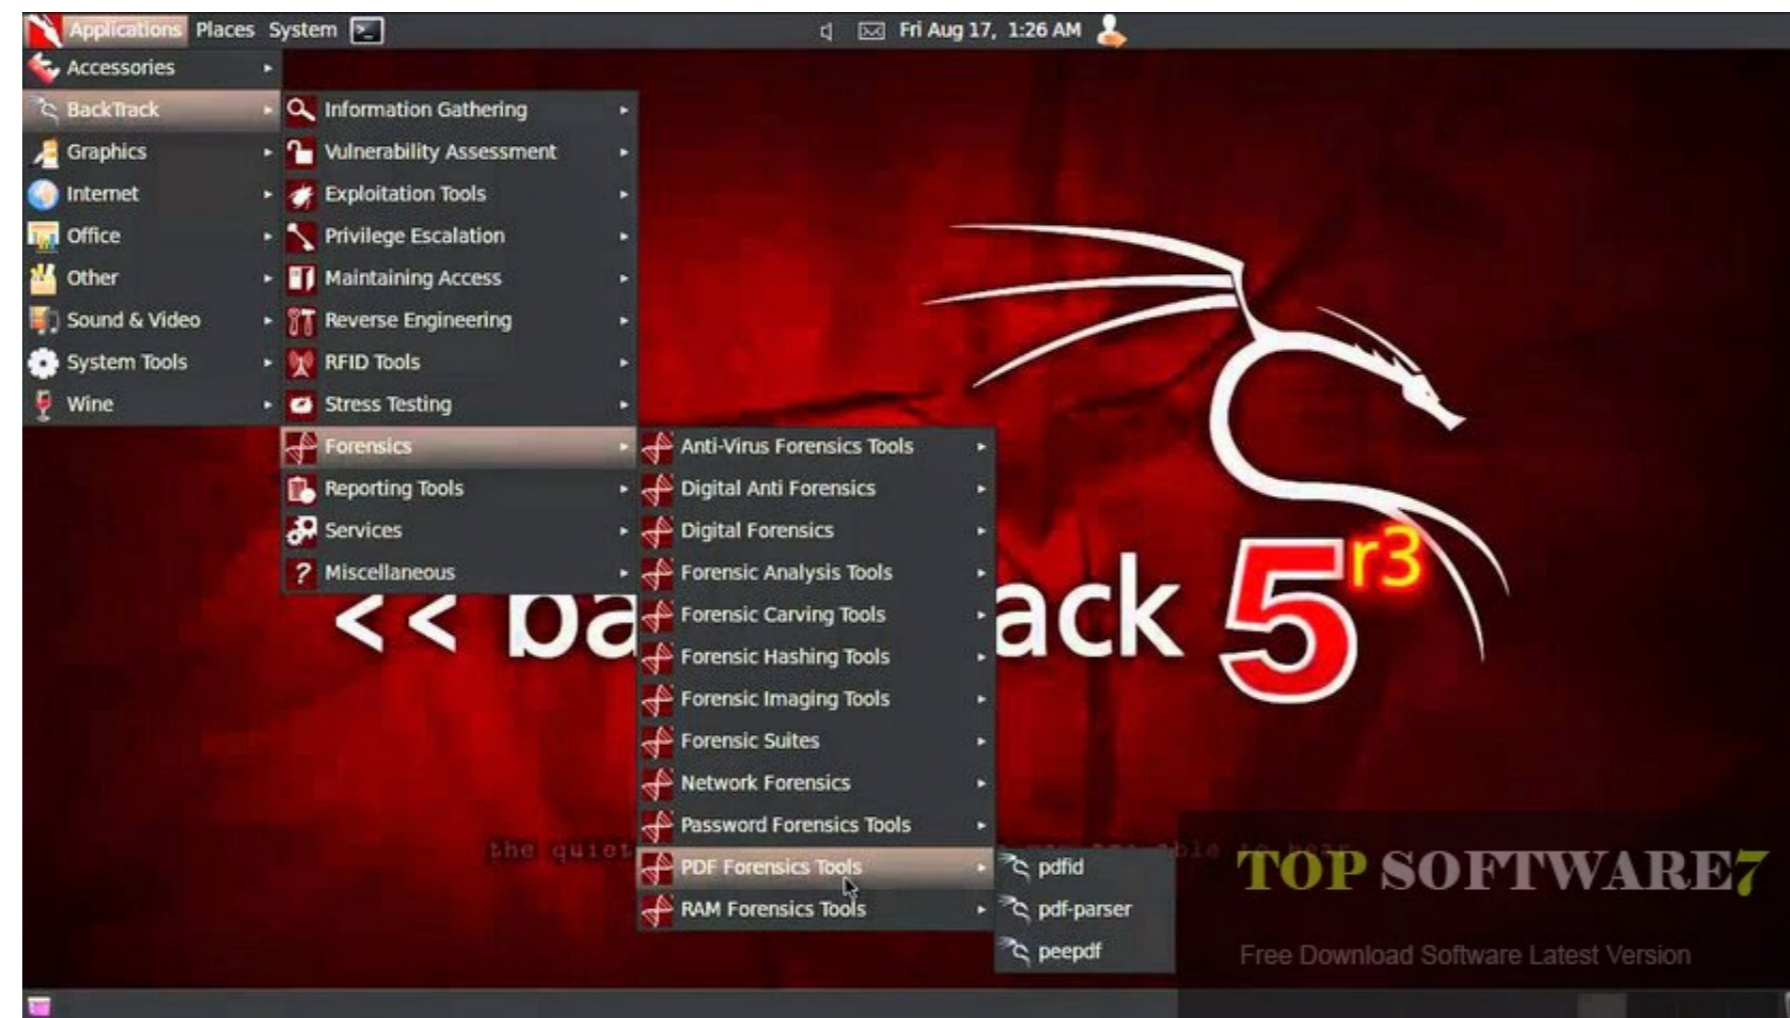 Applications Places System Fri Aug 17, 1:26 AM
Accessories
BackTrack
Graphics
Internet
Office
Other
Sound & Video
System Tools
Wine
Information Gathering
Vulnerability Assessment
Exploitation Tools
Privilege Escalation
Maintaining Access
Reverse Engineering
RFID Tools
Stress Testing
Forensics
Reporting Tools
Services
Miscellaneous
Anti-Virus Forensics Tools
Digital Anti Forensics
Digital Forensics
Forensic Analysis Tools
Forensic Carving Tools
Forensic Hashing Tools
Forensic Imaging Tools
Forensic Suites
Network Forensics
Password Forensics Tools
PDF Forensics Tools
RAM Forensics Tools
pdfid
pdf-parser
peepdf
<< ba ack 5 r3
the quiet
TOP SOFTWARE7
Free Download Software Latest Version